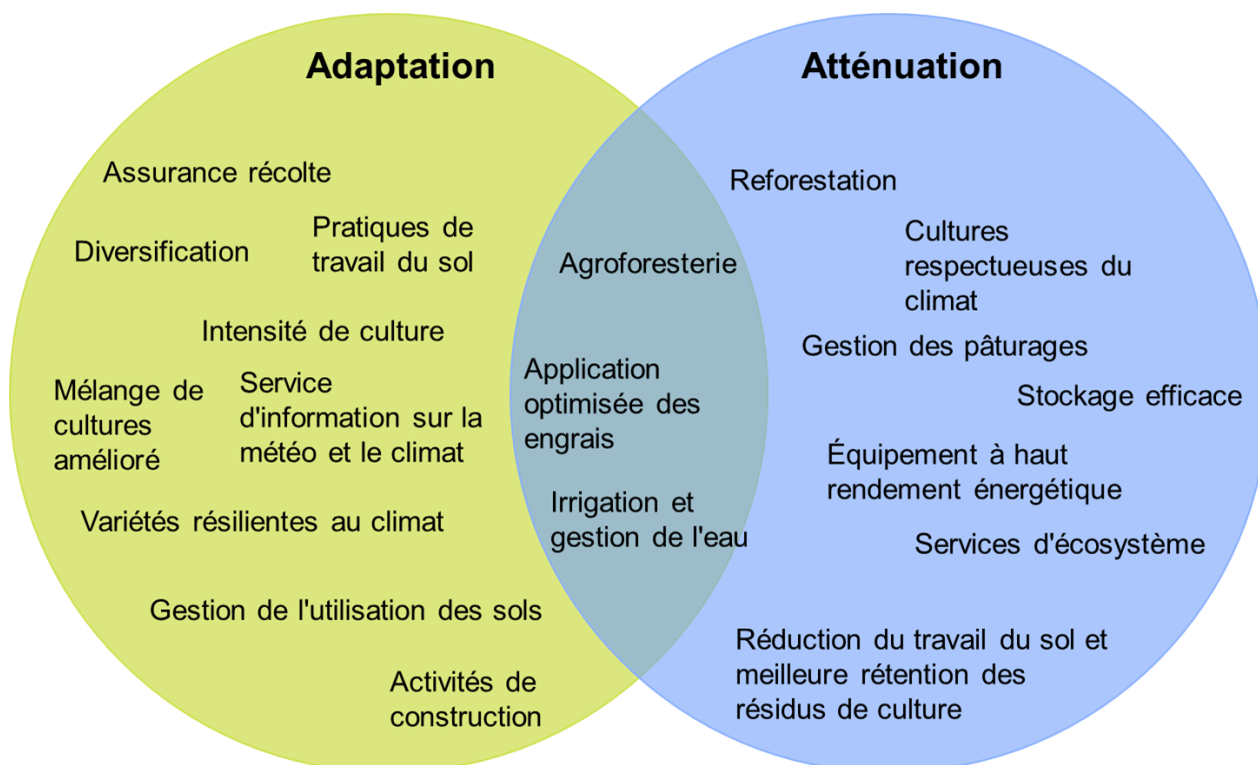 Adaptation
Assurance récolte
Diversification
Pratiques de
travail du sol
Intensité de culture
Mélange de
cultures
amélioré
Service
d'information sur la
météo et le climat
Variétés résilientes au climat
Gestion de l'utilisation des sols
Activités de
construction
Agroforesterie
Application
optimisée des
engrais
Irrigation et
gestion de l'eau
Atténuation
Reforestation
Cultures
respectueuses du
climat
Gestion des pâturages
Stockage efficace
Équipement à haut
rendement énergétique
Services d'écosystème
Réduction du travail du sol et
meilleure rétention des
résidus de culture